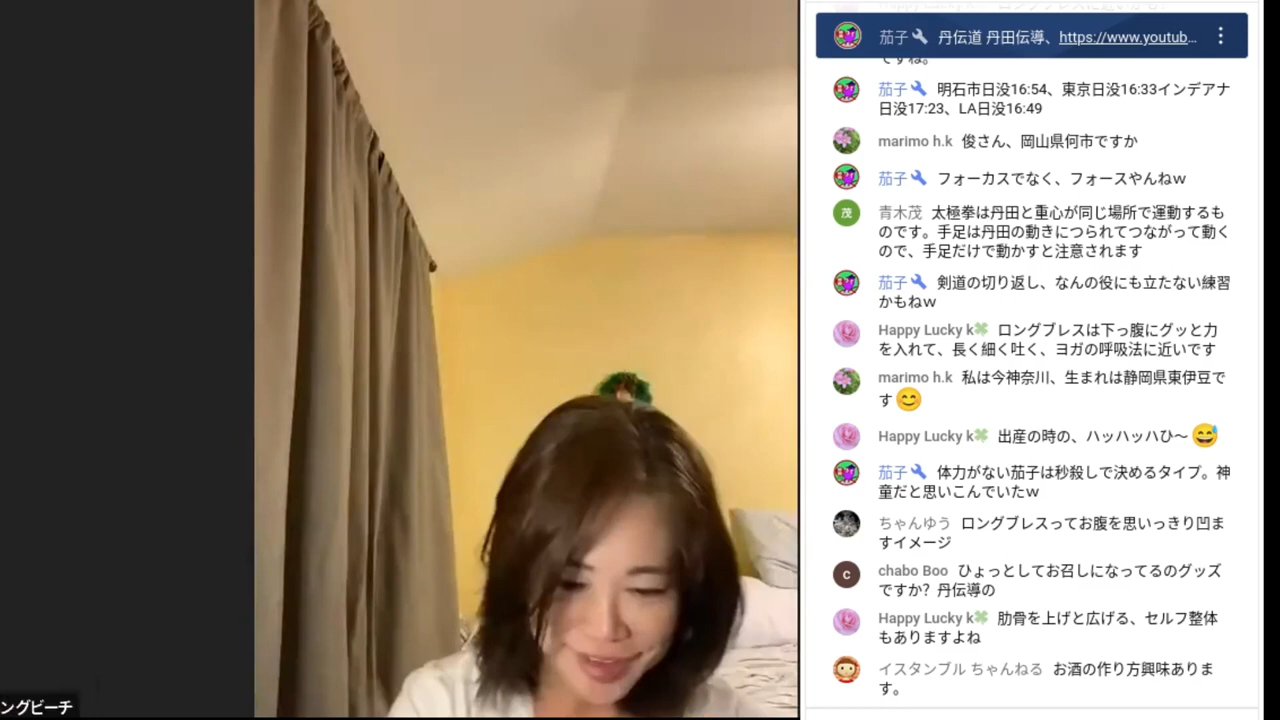 茄子 丹伝道 丹田伝導、https://www.youtub...
ですね。
茄子 明石市日没16:54、東京日没16:33インデアナ
日没17:23、LA日没16:49
marimo h.k 俊さん、岡山県何市ですか
茄子 フォーカスでなく、フォースやんねw
茂
青木茂 太極拳は丹田と重心が同じ場所で運動するも
のです。手足は丹田の動きにつられてつながって動く
ので、手足だけで動かすと注意されます
茄子 剣道の切り返し、なんの役にも立たない練習
かもねw
Happy Lucky k🍀 ロングブレスは下っ腹にグッと力
を入れて、長く細く吐く、ヨガの呼吸法に近いです
marimo h.k 私は今神奈川、生まれは静岡県東伊豆で
す😊
Happy Lucky k🍀 出産の時の、ハッハッハひ〜😅
茄子 体力がない茄子は秒殺しで決めるタイプ。神
童だと思いこんでいたw
ちゃんゆう ロングブレスってお腹を思いっきり凹ま
すイメージ
C
chabo Boo ひょっとしてお召しになってるのグッズ
ですか？丹伝導の
Happy Lucky k🍀 肋骨を上げと広げる、セルフ整体
もありますよね
イスタンブル ちゃんねる お酒の作り方興味ありま
す。
ングビーチ